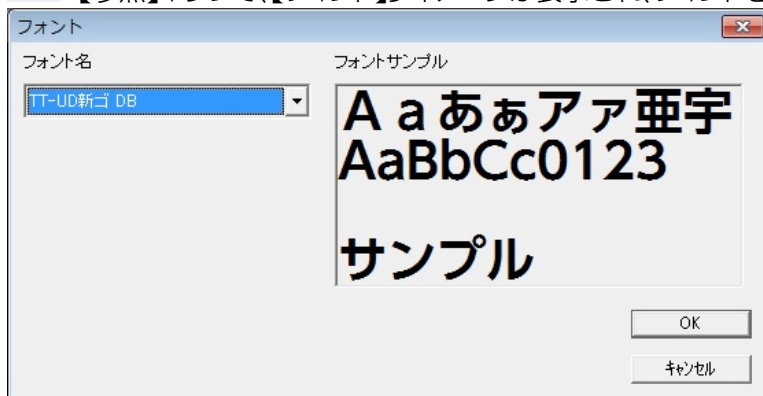 フォント
フォント名
フォントサンプル
TT-UD新ゴ DB
A a あぁアァ亜宇
AaBbCc0123
サンプル
OK
キャンセル